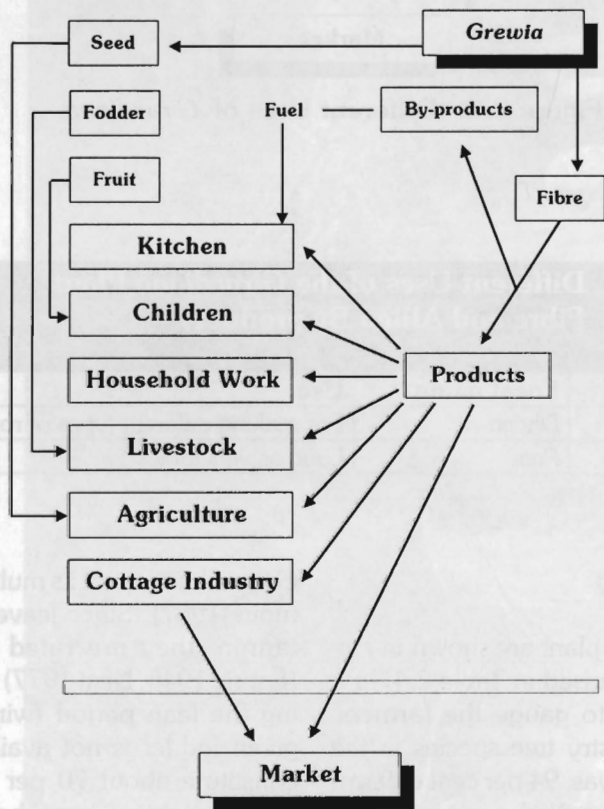 Seed
Grewia
Fodder
Fuel
By-products
Fruit
Fibre
Kitchen
Children
Products
Household Work
Livestock
Agriculture
Cottage Industry
Market